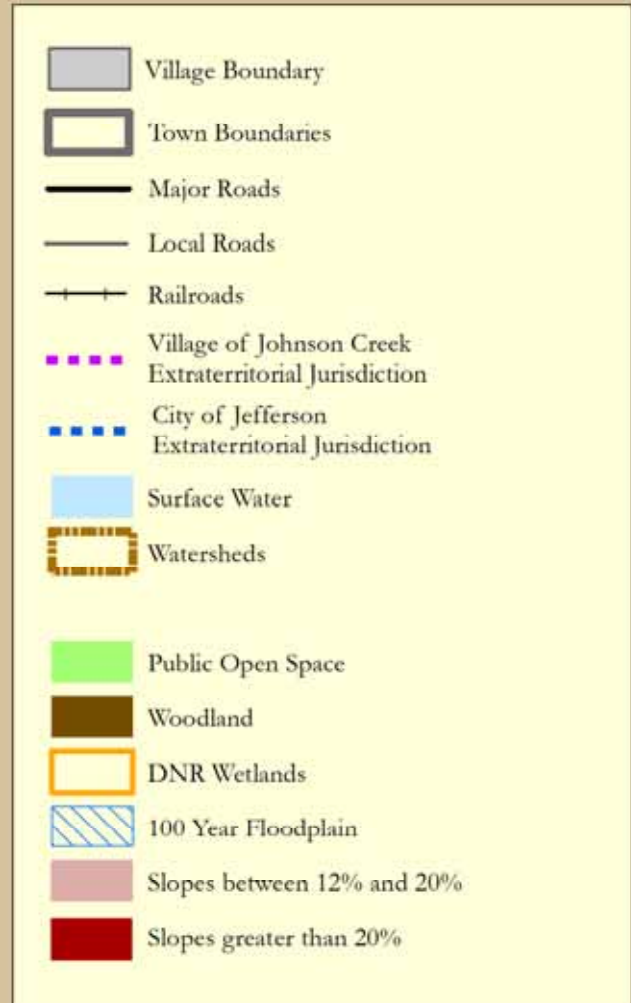 Village Boundary
Town Boundaries
Major Roads
Local Roads
Railroads
Village of Johnson Creek
Extraterritorial Jurisdiction
City of Jefferson
Extraterritorial Jurisdiction
Surface Water
Watersheds
Public Open Space
Woodland
DNR Wetlands
100 Year Floodplain
Slopes between 12% and 20%
Slopes greater than 20%